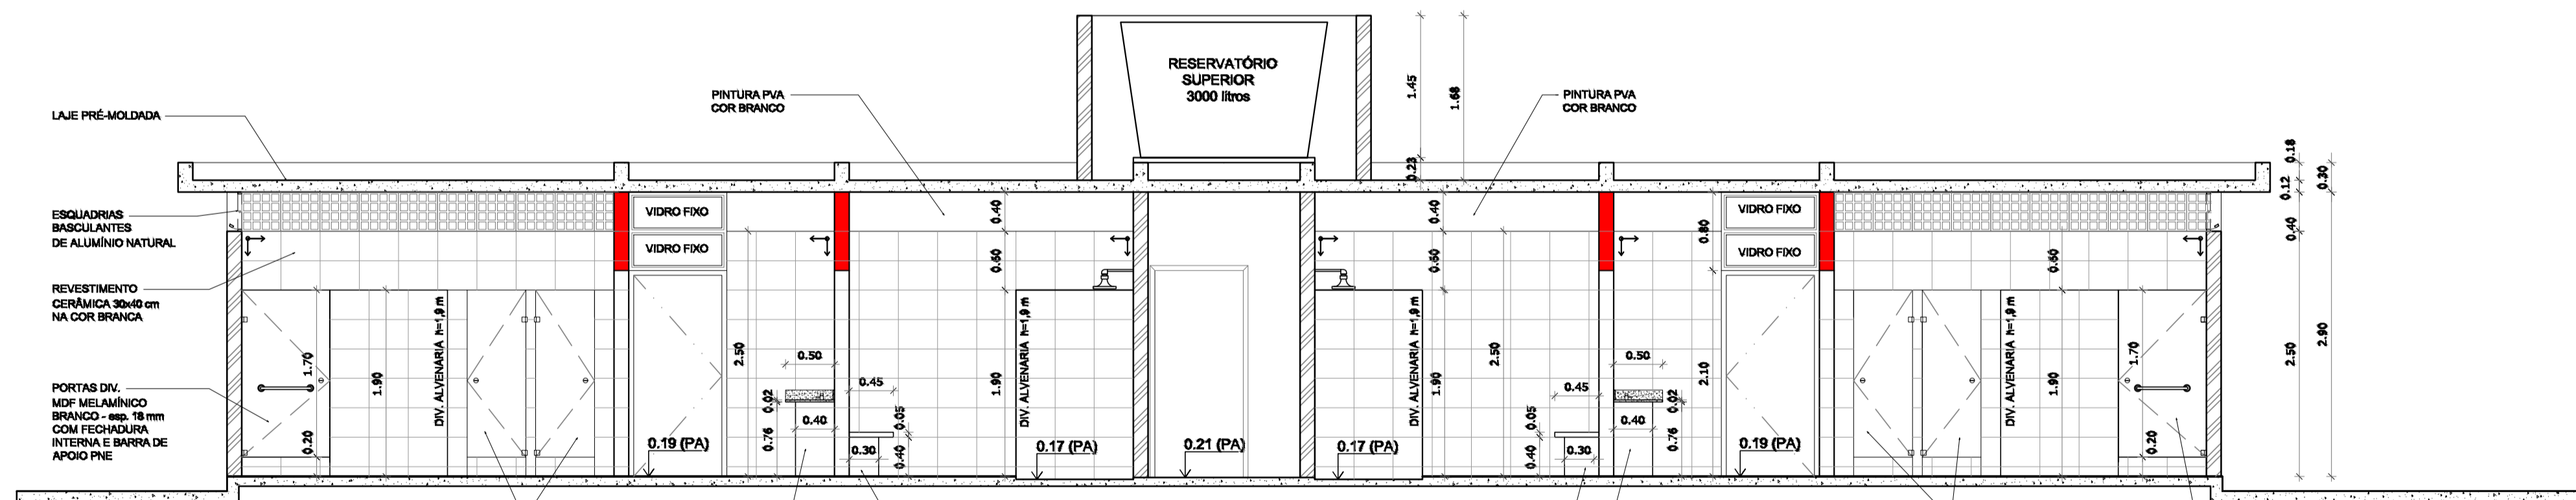 RESERVATÓRIO
SUPERIOR
3000 litros
1.45
1.68
0.23
PINTURA PVA
COR BRANCO
PINTURA PVA
COR BRANCO
LAJE PRÉ-MOLDADA
0.18
0.12
0.30
ESQUADRIAS
BASCULANTES
DE ALUMÍNIO NATURAL
VIDRO FIXO
VIDRO FIXO
0.40
0.60
0.40
0.60
0.80
VIDRO FIXO
VIDRO FIXO
0.60
0.40
REVESTIMENTO
CERÂMICA 30x40 cm
NA COR BRANCA
PORTAS DIV.
MDF MELAMÍNICO
BRANCO - esp. 18 mm
COM FECHADURA
INTERNA E BARRA DE
APOIO PNE
1.70
0.20
1.90
DIV. ALVENARIA h=1,9 m
0.19 (PA)
2.50
0.50
0.02
0.40
0.76
0.45
0.05
0.30
0.40
1.90
DIV. ALVENARIA h=1,9 m
0.17 (PA)
0.21 (PA)
0.17 (PA)
DIV. ALVENARIA h=1,9 m
1.90
2.50
0.45
0.05
0.30
0.40
0.50
0.02
0.40
0.76
2.10
0.19 (PA)
DIV. ALVENARIA h=1,9 m
1.90
1.70
0.20
2.50
2.90